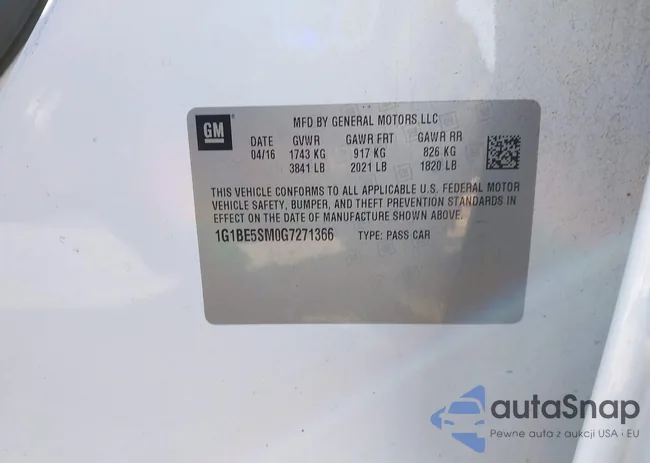 GM
MFD BY GENERAL MOTORS LLC
DATE GVWR GAWR FRT GAWR RR
04/16 1743 KG 917 KG 826 KG
3841 LB 2021 LB 1820 LB
THIS VEHICLE CONFORMS TO ALL APPLICABLE U.S. FEDERAL MOTOR
VEHICLE SAFETY, BUMPER, AND THEFT PREVENTION STANDARDS IN
EFFECT ON THE DATE OF MANUFACTURE SHOWN ABOVE.
1G1BE5SM0G7271366 TYPE: PASS CAR
autaSnap
Pewne auta z aukcji USA i EU